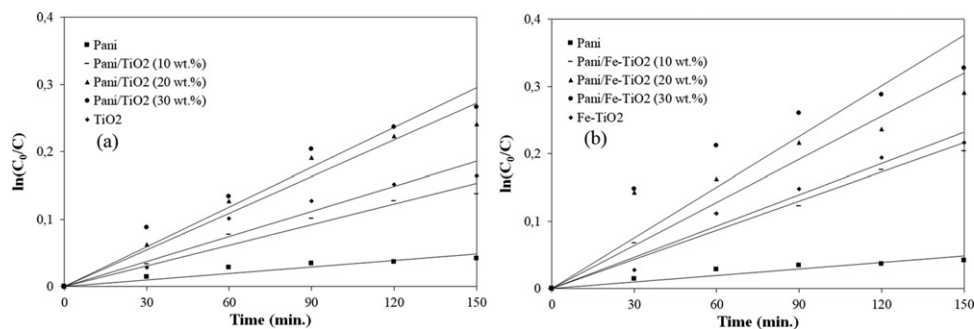 0,4
0,3
0,2
0,1
0
ln(C0/C)
Pani
Pani/TiO2 (10 wt.%)
Pani/TiO2 (20 wt.%)
Pani/TiO2 (30 wt.%)
TiO2
(a)
0 30 60 90 120 150
Time (min.)
0,4
0,3
0,2
0,1
0
ln(C₀/C)
Pani
Pani/Fe-TiO2 (10 wt.%)
Pani/Fe-TiO2 (20 wt.%)
Pani/Fe-TiO2 (30 wt.%)
Fe-TiO2
(b)
0 30 60 90 120 150
Time (min.)